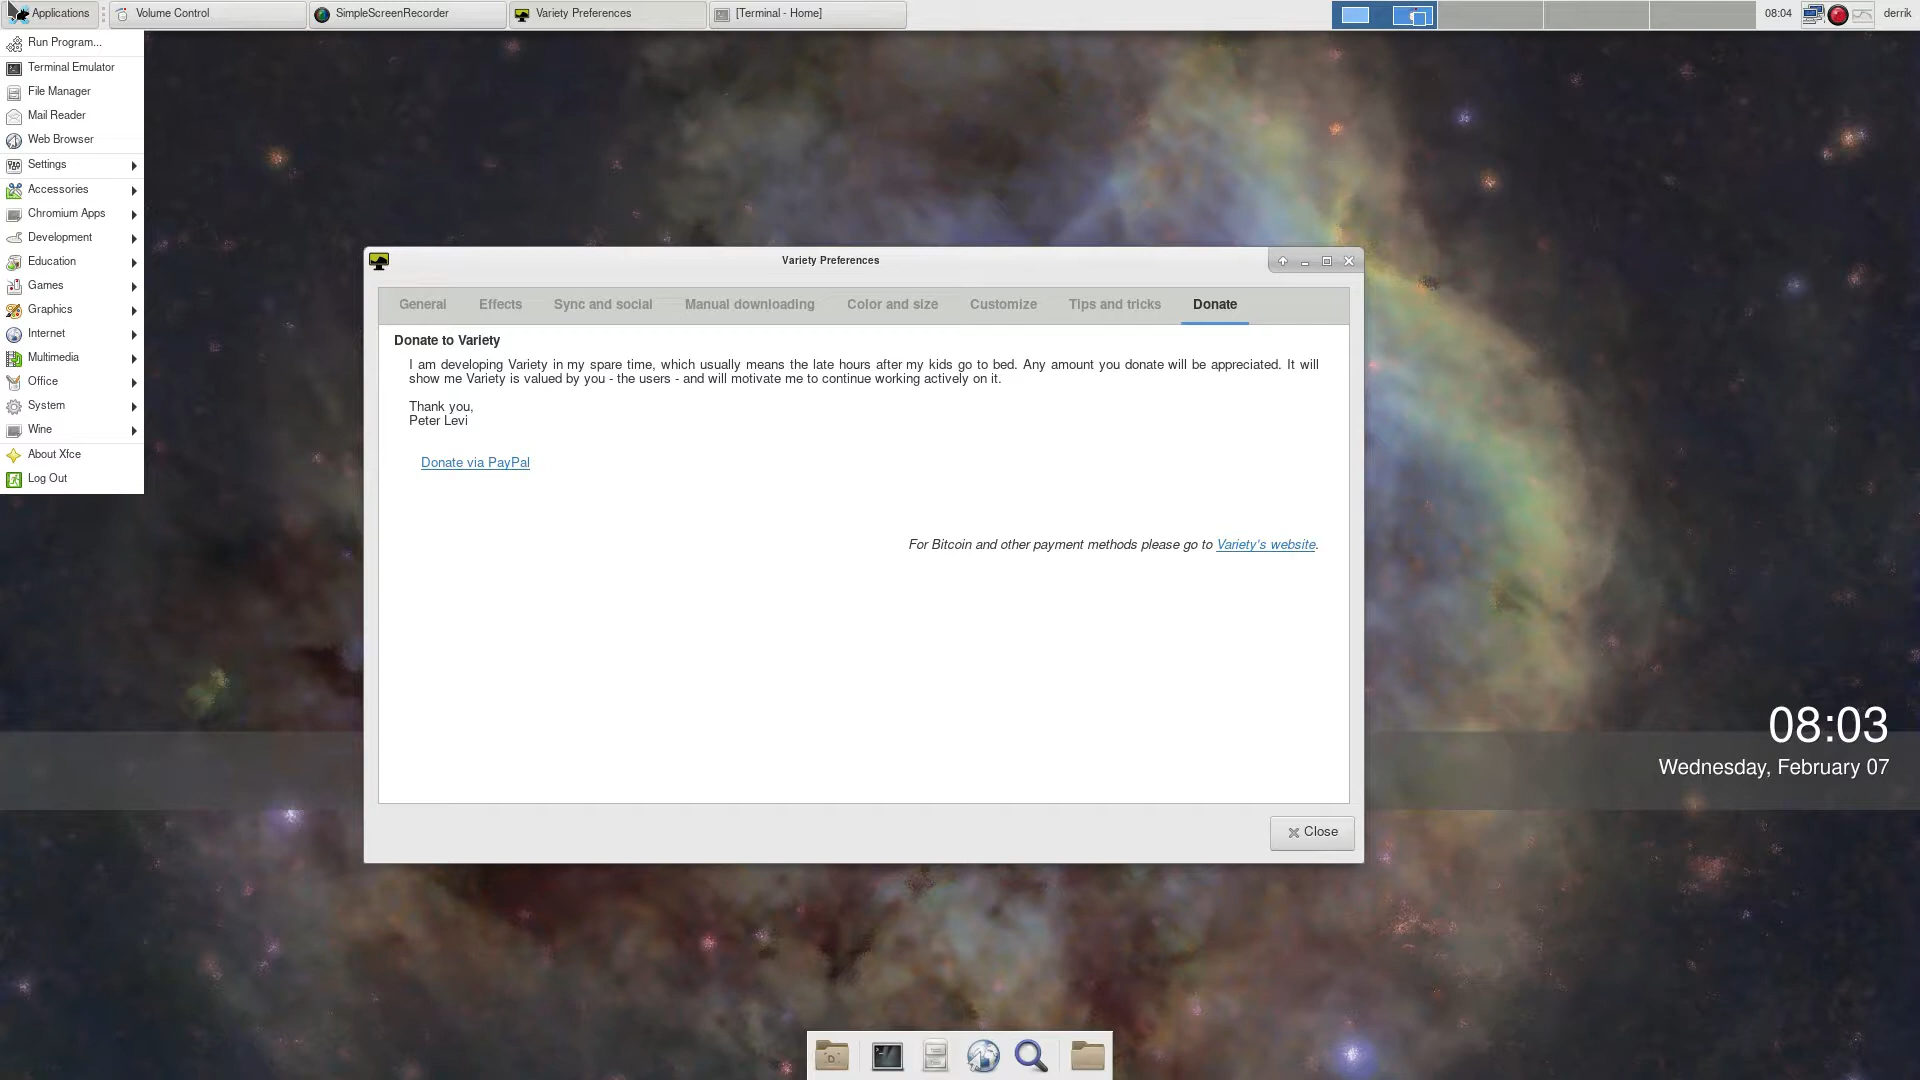 Applications
Volume Control
SimpleScreenRecorder
Variety Preferences
[Terminal - Home]
08:04
derrik
Run Program...
Terminal Emulator
File Manager
Mail Reader
Web Browser
Settings
Accessories
Chromium Apps
Development
Education
Games
Graphics
Internet
Multimedia
Office
System
Wine
About Xfce
Log Out
Variety Preferences
General
Effects
Sync and social
Manual downloading
Color and size
Customize
Tips and tricks
Donate
Donate to Variety
I am developing Variety in my spare time, which usually means the late hours after my kids go to bed. Any amount you donate will be appreciated. It will
show me Variety is valued by you - the users - and will motivate me to continue working actively on it.
Thank you,
Peter Levi
Donate via PayPal
For Bitcoin and other payment methods please go to Variety's website.
Close
08:03
Wednesday, February 07